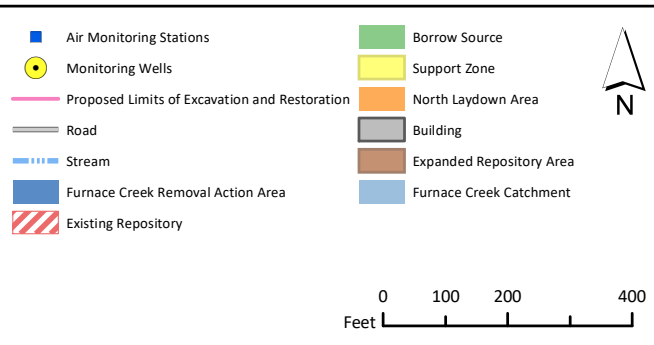 Air Monitoring Stations
Monitoring Wells
Proposed Limits of Excavation and Restoration
Road
Stream
Furnace Creek Removal Action Area
Existing Repository
Borrow Source
Support Zone
North Laydown Area
Building
Expanded Repository Area
Furnace Creek Catchment
N
0 100 200 400
Feet